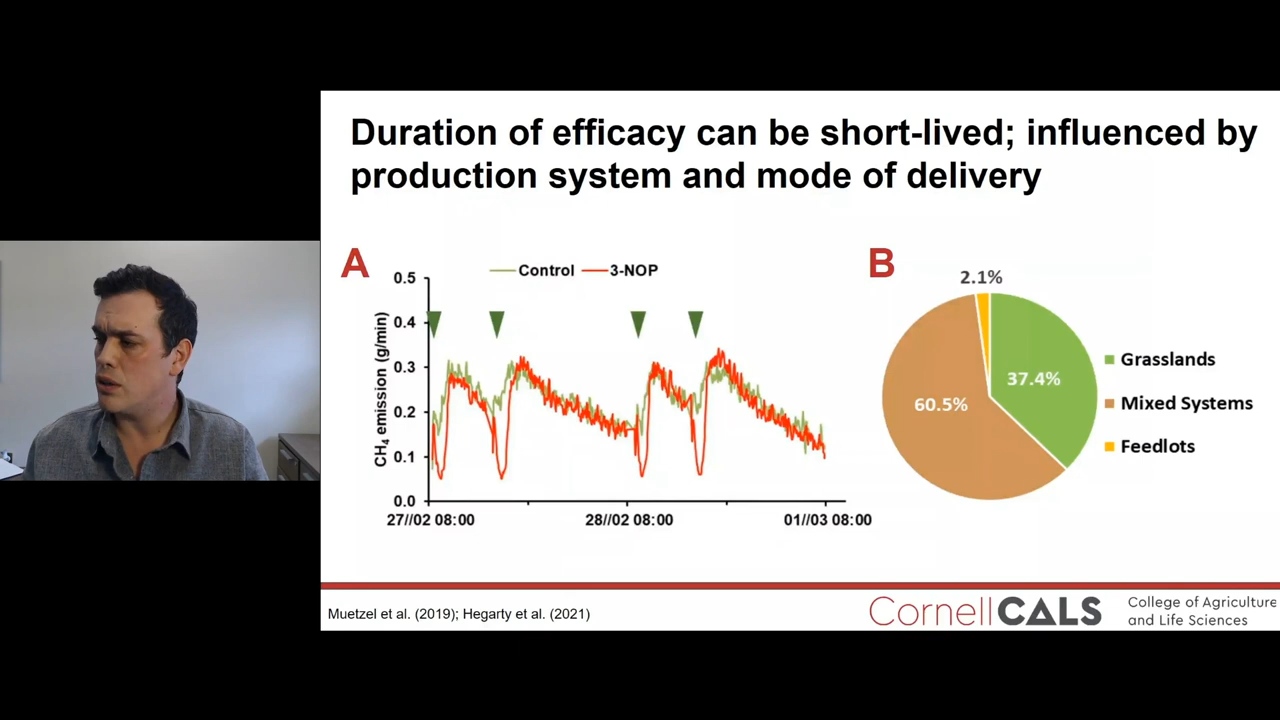 Duration of efficacy can be short-lived; influenced by
production system and mode of delivery
A
Control 3-NOP
CH4 emission (g/min)
0.5
0.4
0.3
0.2
0.1
0.0
27//02 08:00 28//02 08:00 01//03 08:00
B
2.1%
37.4%
60.5%
Grasslands
Mixed Systems
Feedlots
Muetzel et al. (2019); Hegarty et al. (2021)
CornellCALS
College of Agriculture
and Life Sciences